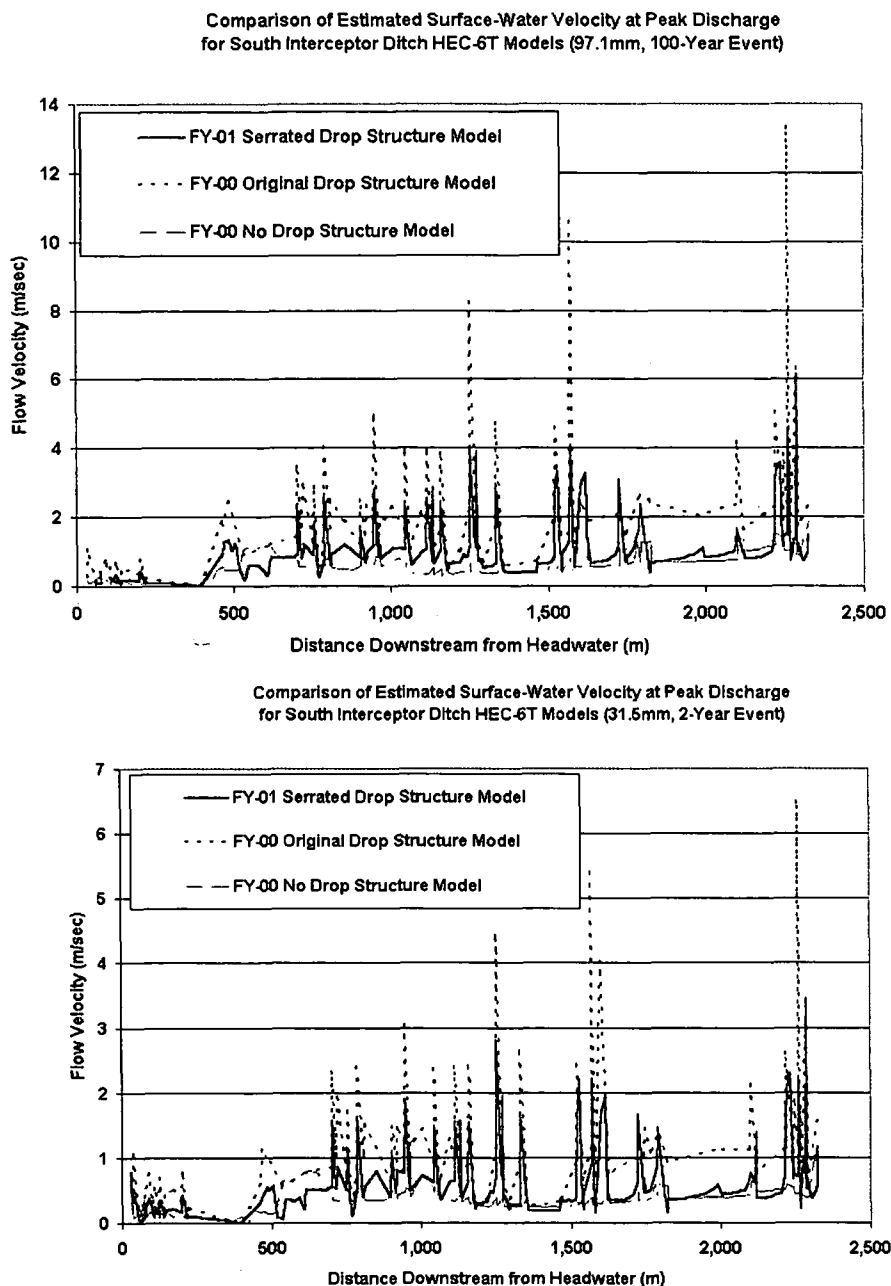 Comparison of Estimated Surface-Water Velocity at Peak Discharge
for South Interceptor Ditch HEC-6T Models (97.1mm, 100-Year Event)
14
12
10
8
6
4
2
0
Flow Velocity (m/sec)
FY-01 Serrated Drop Structure Model
FY-00 Original Drop Structure Model
FY-00 No Drop Structure Model
0
500
1,000
1,500
2,000
2,500
Distance Downstream from Headwater (m)
Comparison of Estimated Surface-Water Velocity at Peak Discharge
for South Interceptor Ditch HEC-6T Models (31.5mm, 2-Year Event)
7
6
5
4
3
2
1
0
Flow Velocity (m/sec)
FY-01 Serrated Drop Structure Model
FY-00 Original Drop Structure Model
FY-00 No Drop Structure Model
0
500
1,000
1,500
2,000
2,500
Distance Downstream from Headwater (m)